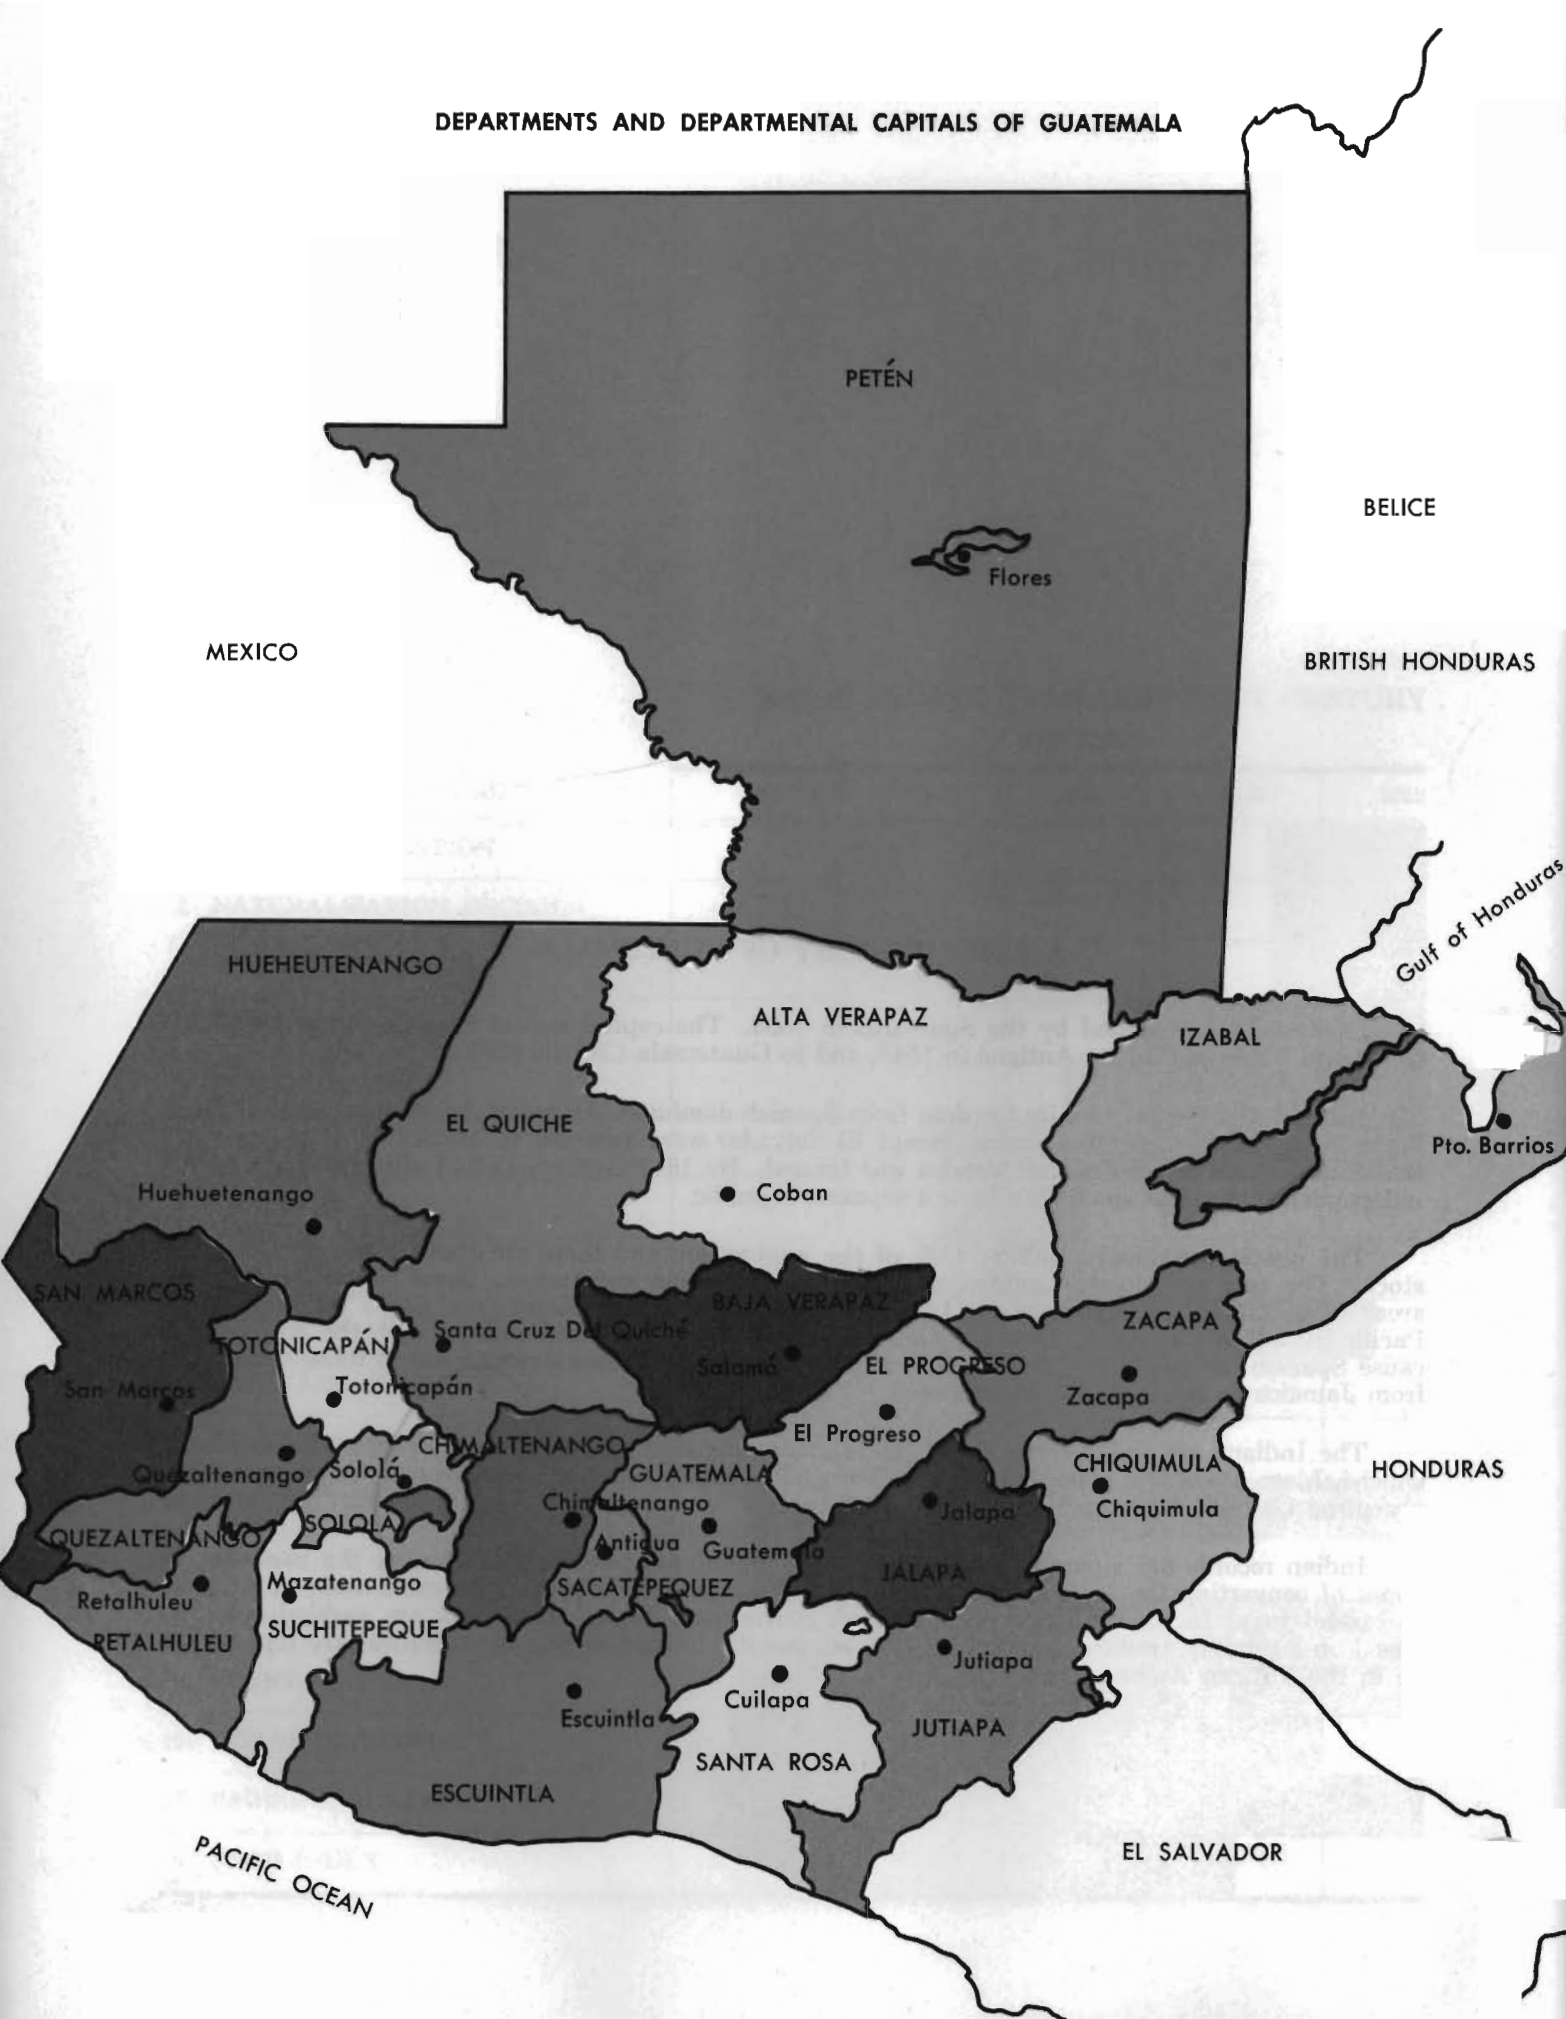 DEPARTMENTS AND DEPARTMENTAL CAPITALS OF GUATEMALA
PETÉN
BELICE
Flores
MEXICO
BRITISH HONDURAS
Gulf of Honduras
HUEHEUTENANGO
ALTA VERAPAZ
IZABAL
EL QUICHE
Pto. Barrios
Huehuetenango
Coban
SAN MARCOS
BAJA VERAPAZ
ZACAPA
Santa Cruz Del Quiché
TOTONICAPÁN
Salamá
EL PROGRESO
San Marcos
Totonicapán
Zacapa
El Progreso
CHIMALTENANGO
Quezaltenango
Sololá
GUATEMALA
CHIQUIMULA
HONDURAS
Chimaltenango
Jalapa
Chiquimula
QUEZALTENANGO
SOLOLA
Antigua
Guatemala
JALAPA
Mazatenango
SACATEPEQUEZ
Retalhuleu
SUCHITEPEQUE
RETALHULEU
Jutiapa
Cuilapa
Escuintla
JUTIAPA
SANTA ROSA
ESCUINTLA
EL SALVADOR
PACIFIC OCEAN